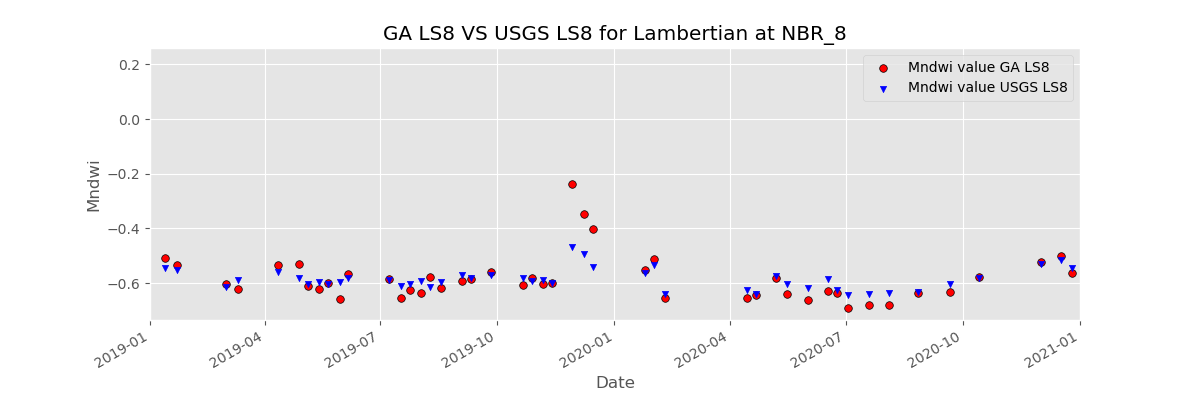 GA LS8 VS USGS LS8 for Lambertian at NBR_8
Mndwi value GA LS8
Mndwi value USGS LS8
0.2
0.0
−0.2
−0.4
−0.6
Mndwi
2019-01
2019-04
2019-07
2019-10
2020-01
2020-04
2020-07
2020-10
2021-01
Date